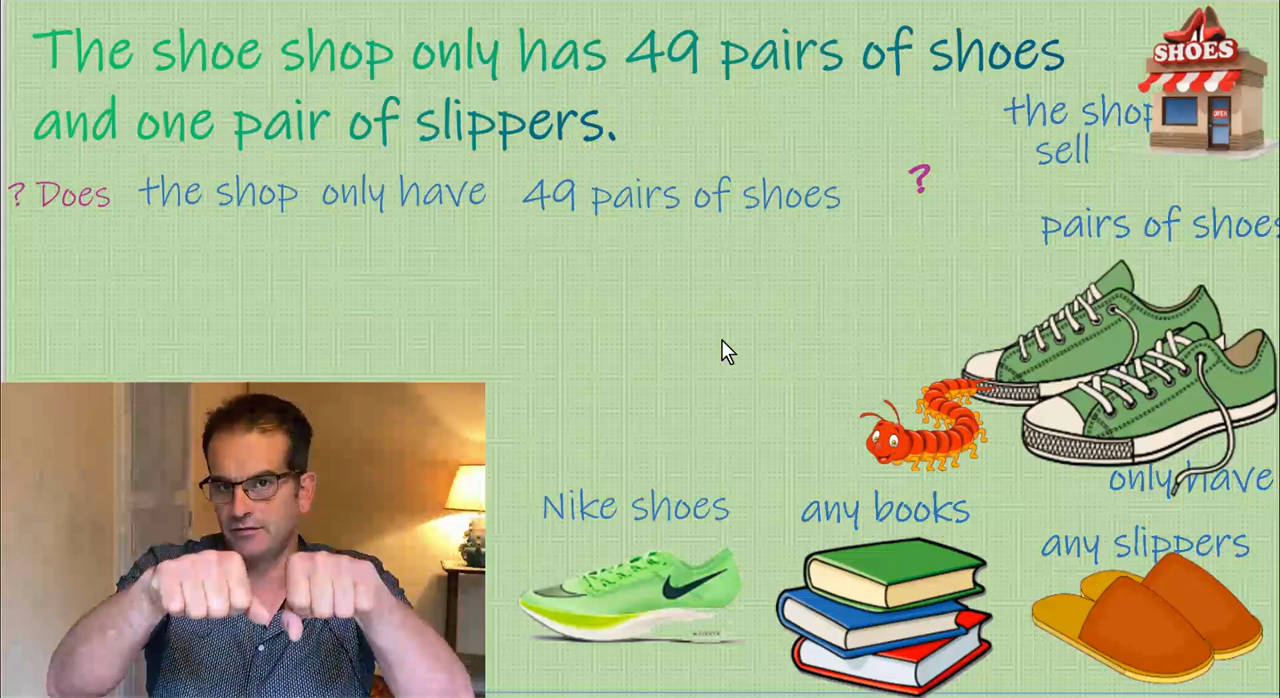 The shoe shop only has 49 pairs of shoes
and one pair of slippers.
SHOES
OPEN
the shop
sell
? Does the shop only have 49 pairs of shoes ?
pairs of shoes
only have
Nike shoes
any books
any slippers